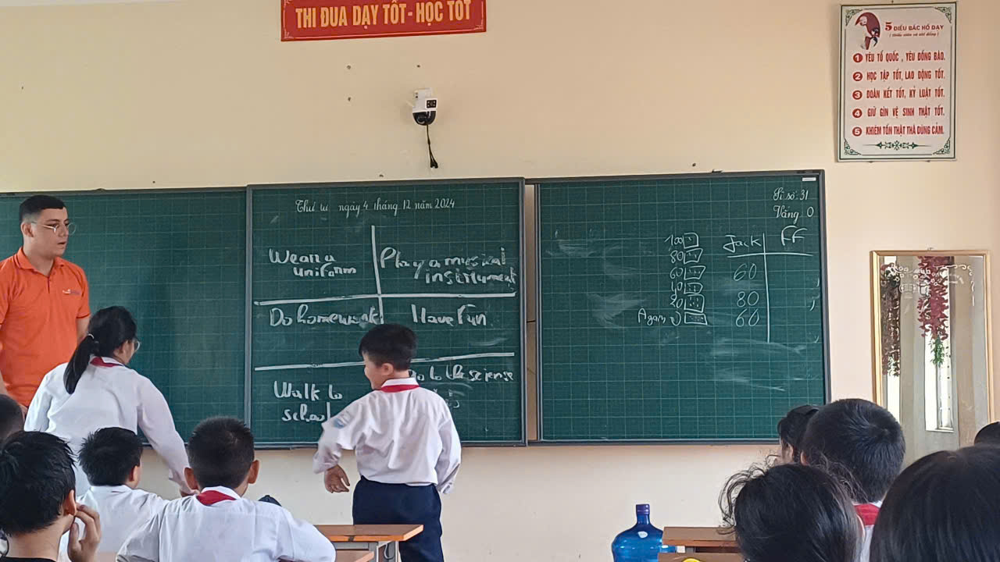 THI ĐUA DẠY TỐT - HỌC TỐT
5 ĐIỀU BÁC HỒ DẠY
( thiếu niên và nhi đồng )
1 YÊU TỔ QUỐC , YÊU ĐỒNG BÀO.
2 HỌC TẬP TỐT, LAO ĐỘNG TỐT.
3 ĐOÀN KẾT TỐT, KỶ LUẬT TỐT.
4 GIỮ GÌN VỆ SINH THẬT TỐT.
5 KHIÊM TỐN THẬT THÀ DŨNG CẢM.
Thứ tư ngày 4 tháng 12 năm 2024
Wear a
uniform
Play a musical
instrument
Do homework
Have fun
Walk to
school
to the sciense
Sĩ số: 31
Vắng 0
Jack FF
100
80
60 60
40
20 80
Again 60